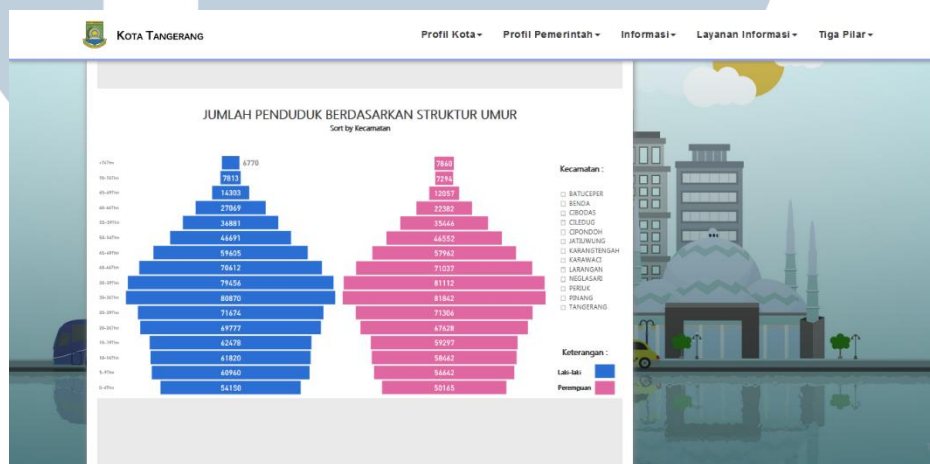 KOTA TANGERANG
Profil Kota Profil Pemerintah Informasi Layanan Informasi Tiga Pilar
JUMLAH PENDUDUK BERDASARKAN STRUKTUR UMUR
Sort by Kecamatan
6770 7860
7813 7296
14303 12057
27069 22382
36881 35446
46691 46552
59605 57962
70612 71027
79456 81112
80870 81842
71674 71306
69777 67628
62478 59297
61820 58662
60960 56642
54150 50165
Kecamatan :
BATUCEPER
BENDA
CIBODAS
CILEDUG
CIPONDOH
JATIUWUNG
KARANGTENGAH
KARAWACI
LARANGAN
NEGLASARI
PERIUK
PINANG
TANGERANG
Keterangan :
Laki-laki
Perempuan